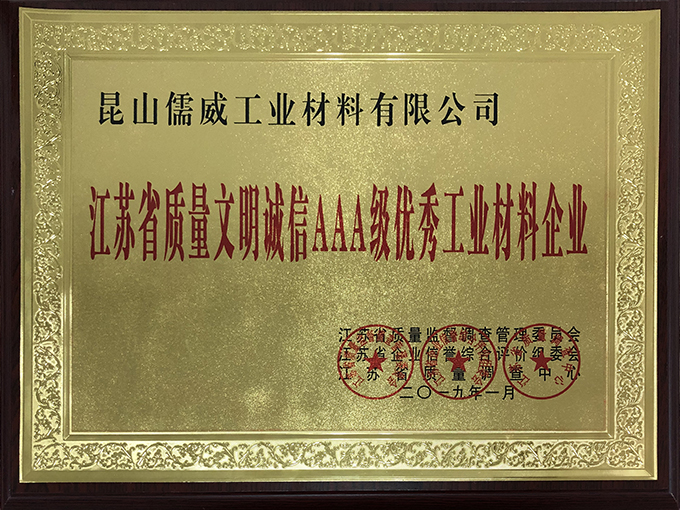 昆山儒威工业材料有限公司
江苏省质量文明诚信AAA级优秀工业材料企业
江苏省质量监督调查管理委员会
江苏省企业信誉综合评价组委会
江苏省质量调查中心
二〇一九年一月